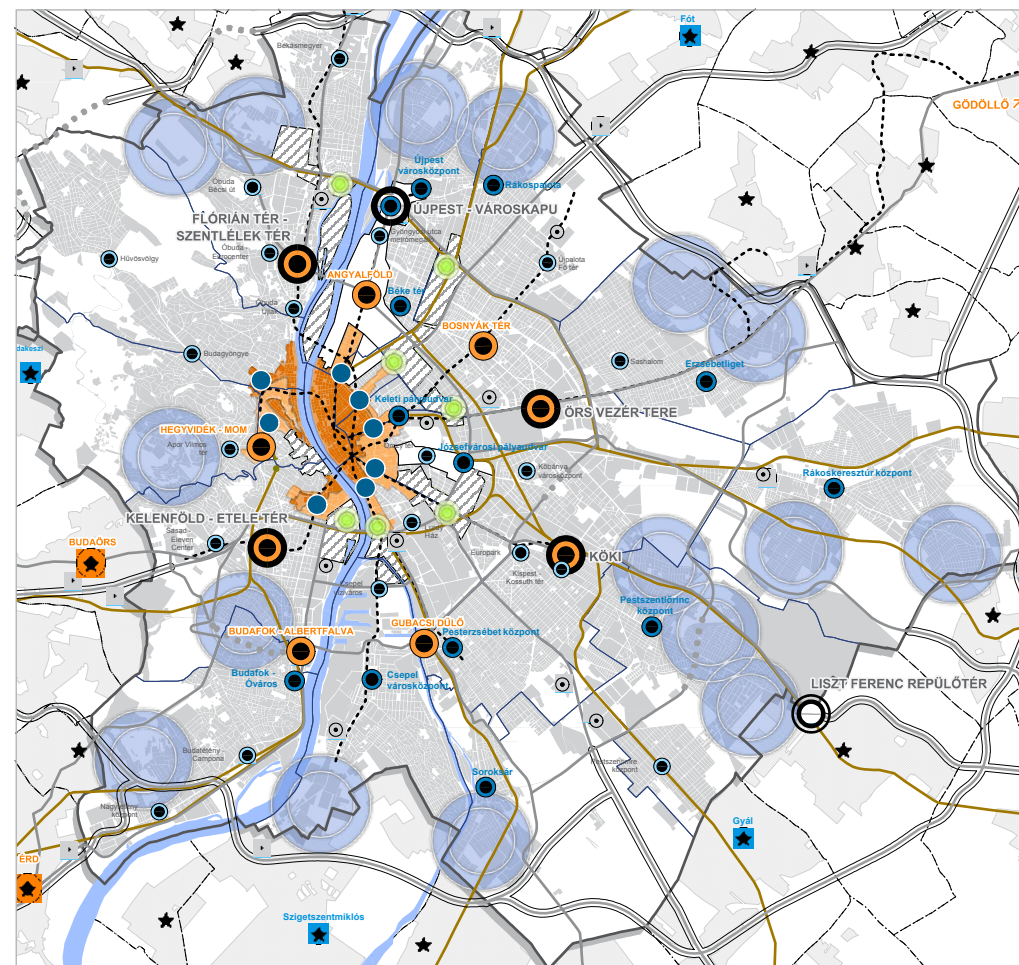 Fót
Békásmegyer
GÖDÖLLŐ
Újpest
városközpont
Rákospalota
Óbuda
Bécsi út
ÚJPEST - VÁROSKAPU
FLÓRIÁN TÉR -
SZENTLÉLEK TÉR
Gyöngyösi utca
metrómegálló
Óbuda -
Eurocenter
Hűvösvölgy
Újpalota
Fő tér
ANGYALFÖLD
Béke tér
Óbuda
Újlak
BOSNYÁK TÉR
Budagyöngye
Sashalom
Erzsébetliget
dakeszi
Keleti pályaudvar
ÖRS VEZÉR TERE
HEGYVIDÉK - MOM
Apor Vilmos
tér
Józsefvárosi pályaudvar
Kőbánya
városközpont
Rákoskeresztúr központ
KELENFÖLD - ETELE TÉR
Sasad-
Eleven
Center
Ház
BUDAÖRS
Europark
KÖKI
Kispest -
Kossuth tér
Csepel
Pestszentlőrinc
központ
BUDAFOK - ALBERTFALVA
GUBACSI DŰLŐ
Pesterzsébet központ
Budafok -
Óváros
Csepel
városközpont
LISZT FERENC REPÜLŐTÉR
Budatétény
Campona
Pestszentimre
központ
Soroksár
Nagytétény
központ
Gyál
ÉRD
Szigetszentmiklós